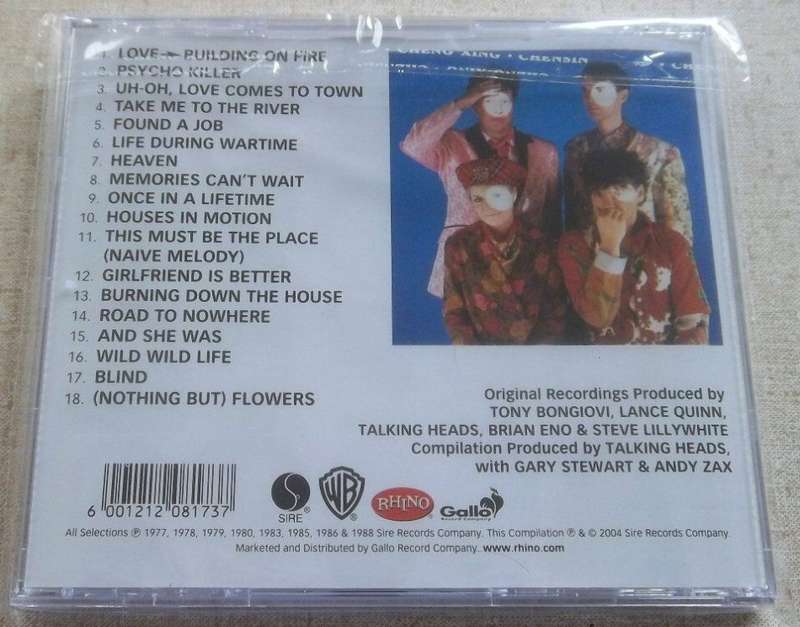 1. LOVE → BUILDING ON FIRE
2. PSYCHO KILLER
3. UH-OH, LOVE COMES TO TOWN
4. TAKE ME TO THE RIVER
5. FOUND A JOB
6. LIFE DURING WARTIME
7. HEAVEN
8. MEMORIES CAN'T WAIT
9. ONCE IN A LIFETIME
10. HOUSES IN MOTION
11. THIS MUST BE THE PLACE
(NAIVE MELODY)
12. GIRLFRIEND IS BETTER
13. BURNING DOWN THE HOUSE
14. ROAD TO NOWHERE
15. AND SHE WAS
16. WILD WILD LIFE
17. BLIND
18. (NOTHING BUT) FLOWERS
CHENG XING • CHENSIN
Original Recordings Produced by
TONY BONGIOVI, LANCE QUINN,
TALKING HEADS, BRIAN ENO & STEVE LILLYWHITE
Compilation Produced by TALKING HEADS,
with GARY STEWART & ANDY ZAX
6 001212 081737
SIRE
WB
RHINO
Gallo
Record Company
All Selections ℗ 1977, 1978, 1979, 1980, 1983, 1985, 1986 & 1988 Sire Records Company. This Compilation ℗ & © 2004 Sire Records Company.
Marketed and Distributed by Gallo Record Company. www.rhino.com